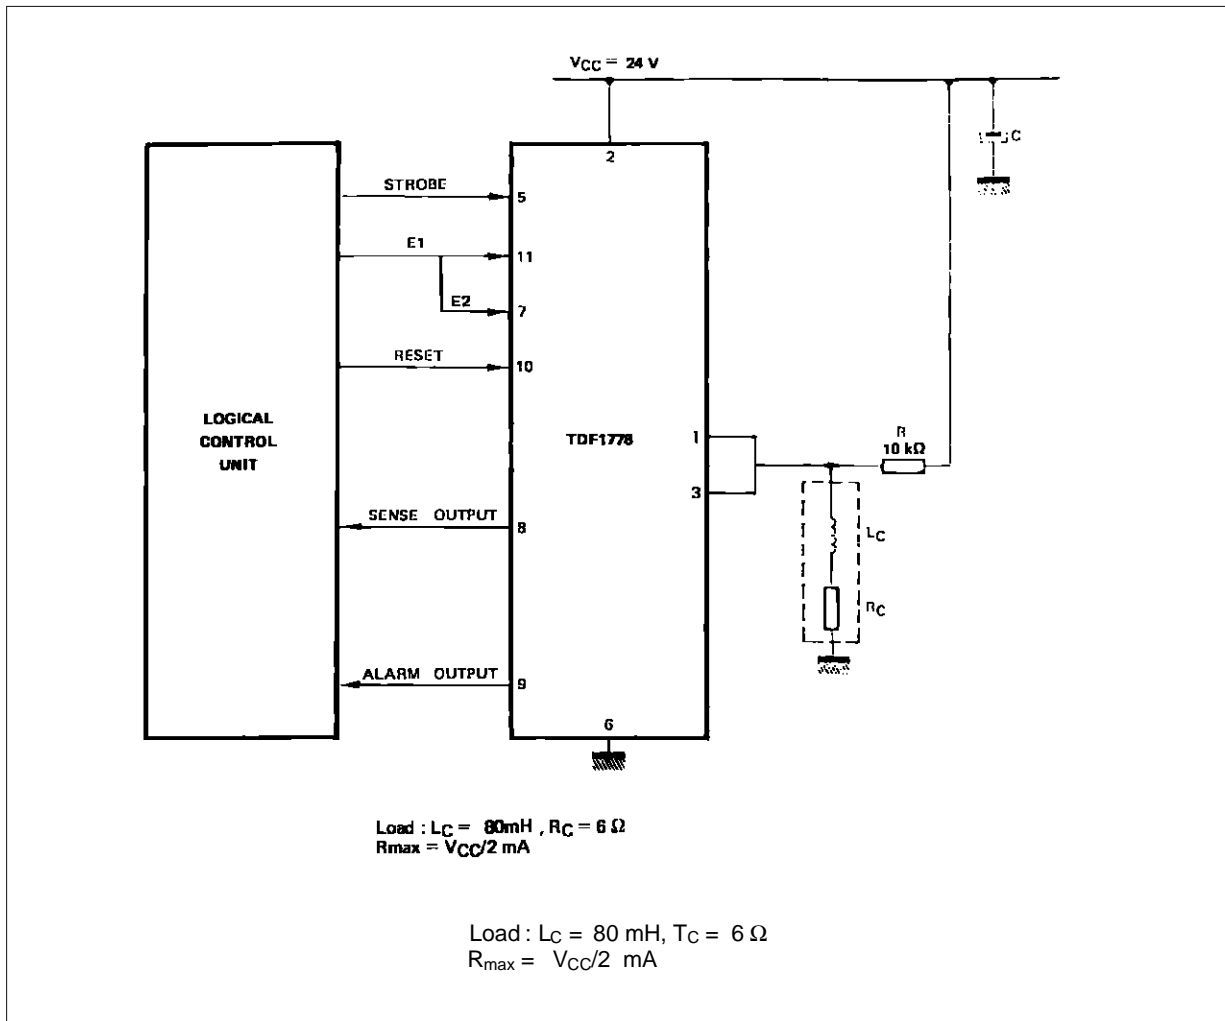 VCC = 24 V
C
2
STROBE
5
E1
11
E2
7
RESET
10
LOGICAL
CONTROL
UNIT
TDF1778
1
3
R
10 kΩ
SENSE OUTPUT
8
LC
RC
ALARM OUTPUT
9
6
Load : LC = 80mH , RC = 6 Ω
Rmax = VCC/2 mA
Load : LC = 80 mH, TC = 6 Ω
Rmax = VCC/2 mA